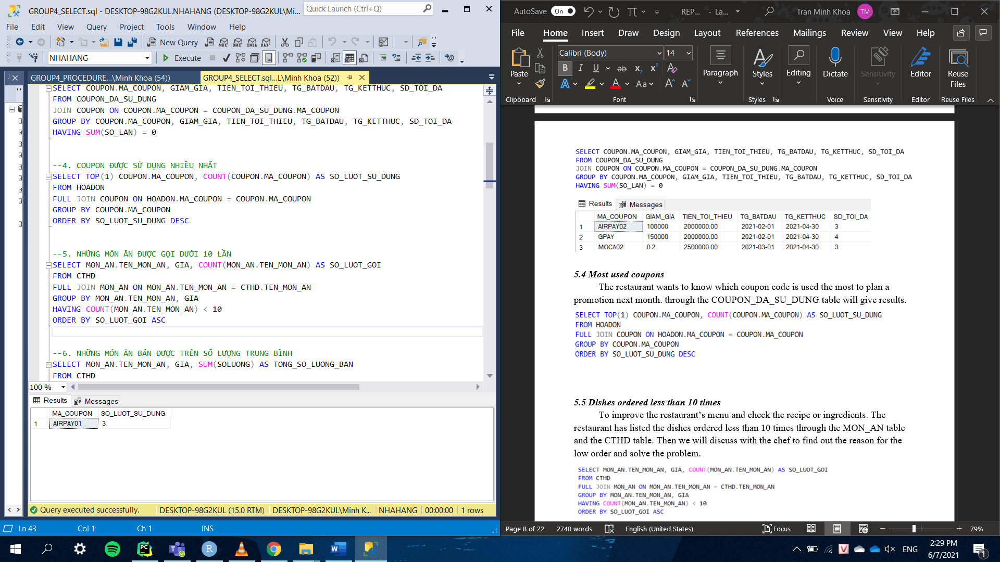 GROUP4_SELECT.sql - DESKTOP-98G2KUL.NHAHANG (DESKTOP-98G2KUL\Mi...
Quick Launch (Ctrl+Q)
File Edit View Query Project Tools Window Help
New Query
NHAHANG
Execute
GROUP4_PROCEDURE...\Minh Khoa (54))
GROUP4_SELECT.sql...L\Minh Khoa (52))
SELECT COUPON.MA_COUPON, GIAM_GIA, TIEN_TOI_THIEU, TG_BATDAU, TG_KETTHUC, SD_TOI_DA
FROM COUPON_DA_SU_DUNG
JOIN COUPON ON COUPON.MA_COUPON = COUPON_DA_SU_DUNG.MA_COUPON
GROUP BY COUPON.MA_COUPON, GIAM_GIA, TIEN_TOI_THIEU, TG_BATDAU, TG_KETTHUC, SD_TOI_DA
HAVING SUM(SO_LAN) = 0
--4. COUPON ĐƯỢC SỬ DỤNG NHIỀU NHẤT
SELECT TOP(1) COUPON.MA_COUPON, COUNT(COUPON.MA_COUPON) AS SO_LUOT_SU_DUNG
FROM HOADON
FULL JOIN COUPON ON HOADON.MA_COUPON = COUPON.MA_COUPON
GROUP BY COUPON.MA_COUPON
ORDER BY SO_LUOT_SU_DUNG DESC
--5. NHỮNG MÓN ĂN ĐƯỢC GỌI DƯỚI 10 LẦN
SELECT MON_AN.TEN_MON_AN, GIA, COUNT(MON_AN.TEN_MON_AN) AS SO_LUOT_GOI
FROM CTHD
FULL JOIN MON_AN ON MON_AN.TEN_MON_AN = CTHD.TEN_MON_AN
GROUP BY MON_AN.TEN_MON_AN, GIA
HAVING COUNT(MON_AN.TEN_MON_AN) < 10
ORDER BY SO_LUOT_GOI ASC
--6. NHỮNG MÓN ĂN BÁN ĐƯỢC TRÊN SỐ LƯỢNG TRUNG BÌNH
SELECT MON_AN.TEN_MON_AN, GIA, SUM(SOLUONG) AS TONG_SO_LUONG_BAN
FROM CTHD
100 %
Results Messages
MA_COUPON SO_LUOT_SU_DUNG
1 AIRPAY01 3
Query executed successfully. DESKTOP-98G2KUL (15.0 RTM) DESKTOP-98G2KUL\Minh K... NHAHANG 00:00:00 1 rows
Ln 43 Col 1 Ch 1 INS
AutoSave On REP... - La... Tran Minh Khoa TM
File Home Insert Draw Design Layout References Mailings Review View Help
Paste
Calibri (Body) 14
B I U ab x₂ x²
A A Aa A A
Paragraph
Styles
Editing
Dictate
Sensitivity
Editor
Reuse
Files
Clipboard Font Styles Voice Sensitivity Editor Reuse Files
SELECT COUPON.MA_COUPON, GIAM_GIA, TIEN_TOI_THIEU, TG_BATDAU, TG_KETTHUC, SD_TOI_DA
FROM COUPON_DA_SU_DUNG
JOIN COUPON ON COUPON.MA_COUPON = COUPON_DA_SU_DUNG.MA_COUPON
GROUP BY COUPON.MA_COUPON, GIAM_GIA, TIEN_TOI_THIEU, TG_BATDAU, TG_KETTHUC, SD_TOI_DA
HAVING SUM(SO_LAN) = 0
Results Messages
MA_COUPON GIAM_GIA TIEN_TOI_THIEU TG_BATDAU TG_KETTHUC SD_TOI_DA
1 AIRPAY02 100000 2000000.00 2021-02-01 2021-04-30 3
2 GPAY 150000 2000000.00 2021-02-01 2021-04-30 4
3 MOCA02 0.2 2500000.00 2021-03-01 2021-04-30 3
5.4 Most used coupons
The restaurant wants to know which coupon code is used the most to plan a
promotion next month. through the COUPON_DA_SU_DUNG table will give results.
SELECT TOP(1) COUPON.MA_COUPON, COUNT(COUPON.MA_COUPON) AS SO_LUOT_SU_DUNG
FROM HOADON
FULL JOIN COUPON ON HOADON.MA_COUPON = COUPON.MA_COUPON
GROUP BY COUPON.MA_COUPON
ORDER BY SO_LUOT_SU_DUNG DESC
5.5 Dishes ordered less than 10 times
To improve the restaurant's menu and check the recipe or ingredients. The
restaurant has listed the dishes ordered less than 10 times through the MON_AN table
and the CTHD table. Then we will discuss with the chef to find out the reason for the
low order and solve the problem.
SELECT MON_AN.TEN_MON_AN, GIA, COUNT(MON_AN.TEN_MON_AN) AS SO_LUOT_GOI
FROM CTHD
FULL JOIN MON_AN ON MON_AN.TEN_MON_AN = CTHD.TEN_MON_AN
GROUP BY MON_AN.TEN_MON_AN, GIA
HAVING COUNT(MON_AN.TEN_MON_AN) < 10
ORDER BY SO_LUOT_GOI ASC
Page 8 of 22 2740 words English (United States) Focus 79%
ENG 2:29 PM
6/7/2021
1